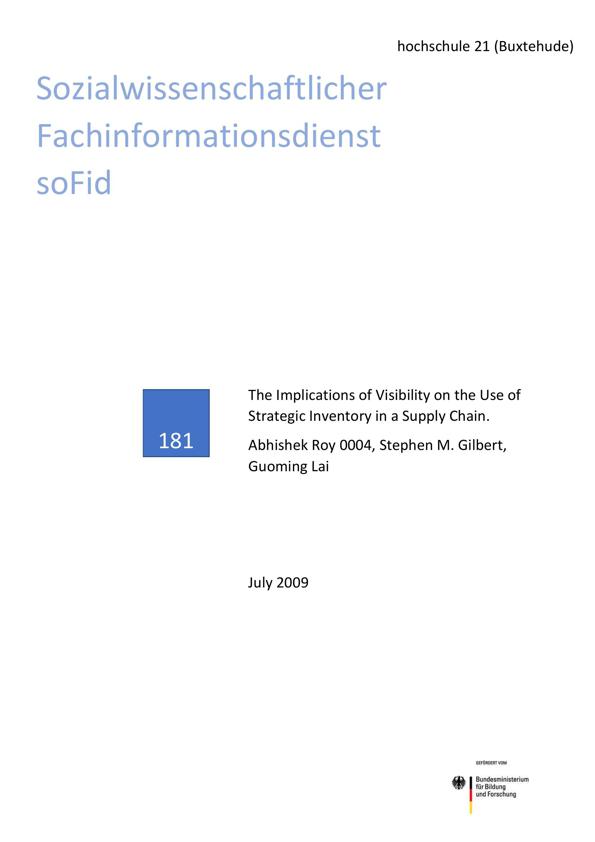 hochschule 21 (Buxtehude)
Sozialwissenschaftlicher
Fachinformationsdienst
soFid
181
The Implications of Visibility on the Use of
Strategic Inventory in a Supply Chain.
Abhishek Roy 0004, Stephen M. Gilbert,
Guoming Lai
July 2009
GEFÖRDERT VOM
Bundesministerium
für Bildung
und Forschung